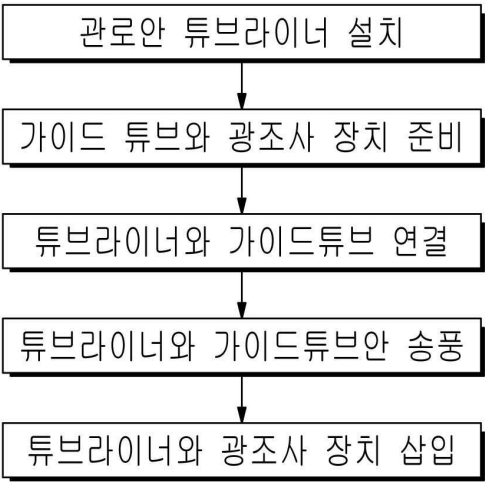 관로안 튜브라이너 설치
가이드 튜브와 광조사 장치 준비
튜브라이너와 가이드튜브 연결
튜브라이너와 가이드튜브안 송풍
튜브라이너와 광조사 장치 삽입